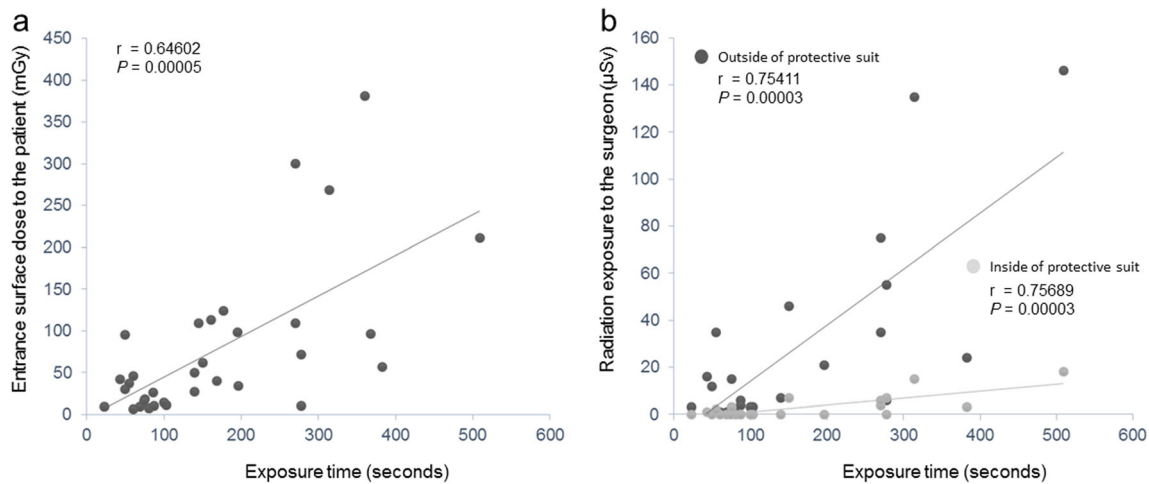 a
Entrance surface dose to the patient (mGy)
450
400
350
300
250
200
150
100
50
0
r = 0.64602
P = 0.00005
0 100 200 300 400 500 600
Exposure time (seconds)
b
Radiation exposure to the surgeon (μSv)
160
140
120
100
80
60
40
20
0
Outside of protective suit
r = 0.75411
P = 0.00003
Inside of protective suit
r = 0.75689
P = 0.00003
0 100 200 300 400 500 600
Exposure time (seconds)